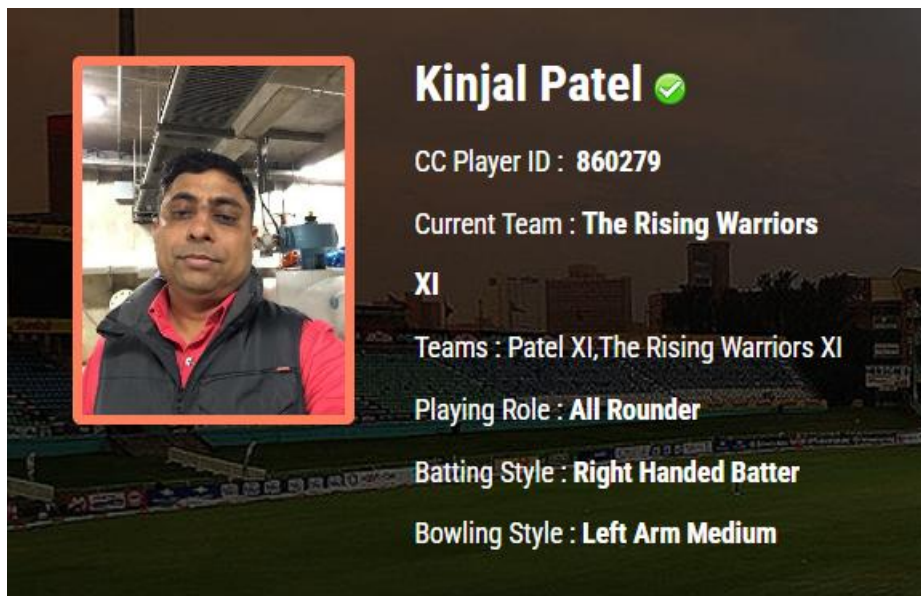 Kinjal Patel
CC Player ID : 860279
Current Team : The Rising Warriors
XI
Teams : Patel XI,The Rising Warriors XI
Playing Role : All Rounder
Batting Style : Right Handed Batter
Bowling Style : Left Arm Medium